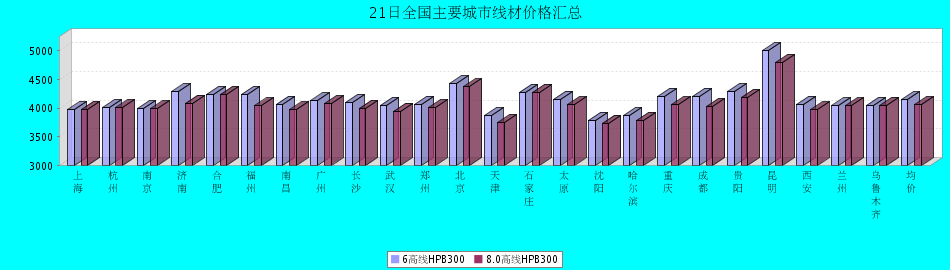 21日全国主要城市线材价格汇总
5000
4500
4000
3500
3000
上海 杭州 南京 济南 合肥 福州 南昌 广州 长沙 武汉 郑州 北京 天津 石家庄 太原 沈阳 哈尔滨 重庆 成都 贵阳 昆明 西安 兰州 乌鲁木齐 均价
6高线HPB300 8.0高线HPB300